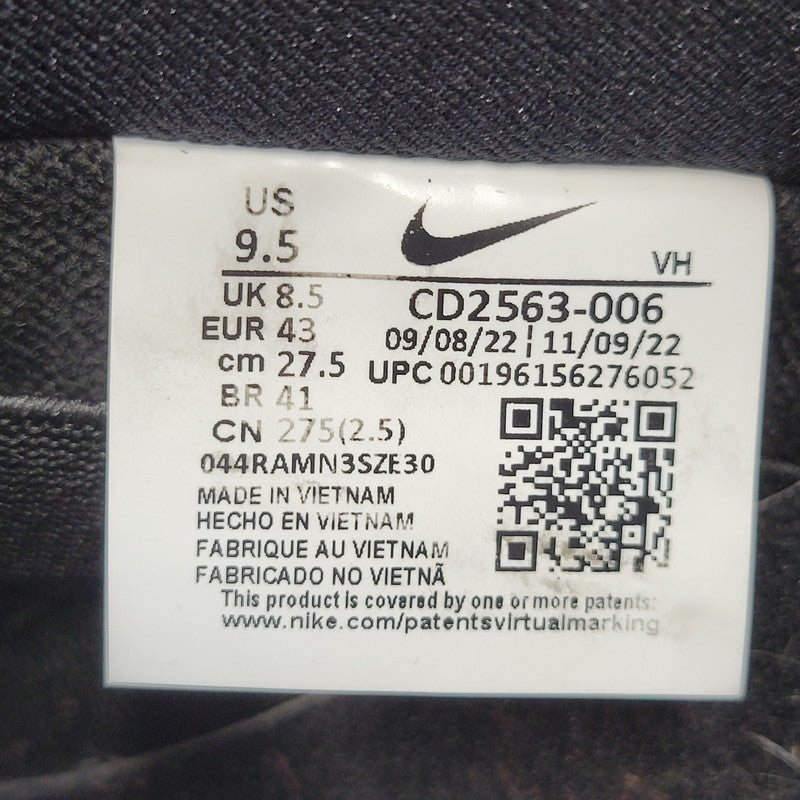 US
9.5
VH
UK 8.5
EUR 43
cm 27.5
BR 41
CN 275(2.5)
CD2563-006
09/08/22 ¦ 11/09/22
UPC 00196156276052
044RAMN3SZE30
MADE IN VIETNAM
HECHO EN VIETNAM
FABRIQUE AU VIETNAM
FABRICADO NO VIETNÃ
This product is covered by one or more patents:
www.nike.com/patentsvirtualmarking